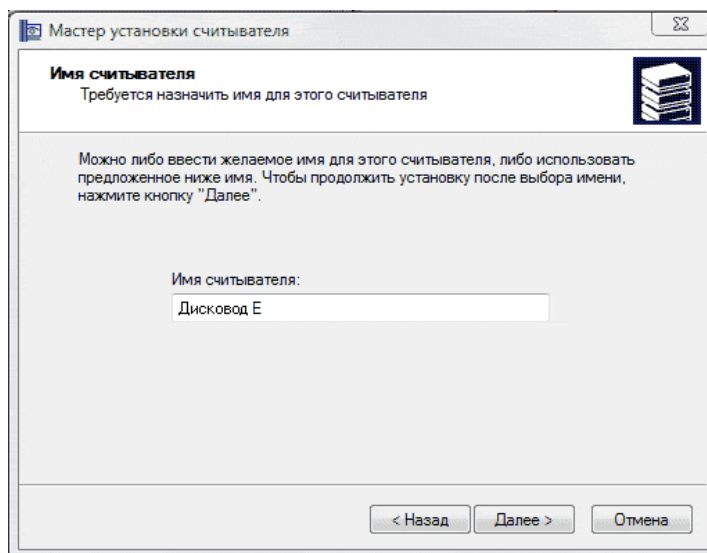 Мастер установки считывателя
Имя считывателя
Требуется назначить имя для этого считывателя
Можно либо ввести желаемое имя для этого считывателя, либо использовать
предложенное ниже имя. Чтобы продолжить установку после выбора имени,
нажмите кнопку "Далее".
Имя считывателя:
Дисковод E
< Назад Далее > Отмена